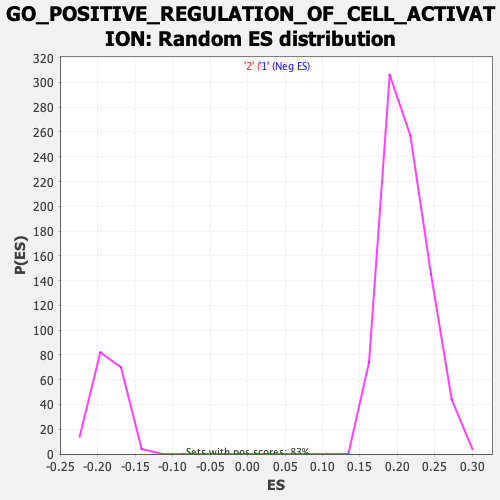 GO_POSITIVE_REGULATION_OF_CELL_ACTIVAT
ION: Random ES distribution
'2' ('1' (Neg ES)
320
300
280
260
240
220
200
180
160
140
120
100
80
60
40
20
0
P(ES)
Sets with pos scores: 83%
-0.25 -0.20 -0.15 -0.10 -0.05 0.00 0.05 0.10 0.15 0.20 0.25 0.30
ES